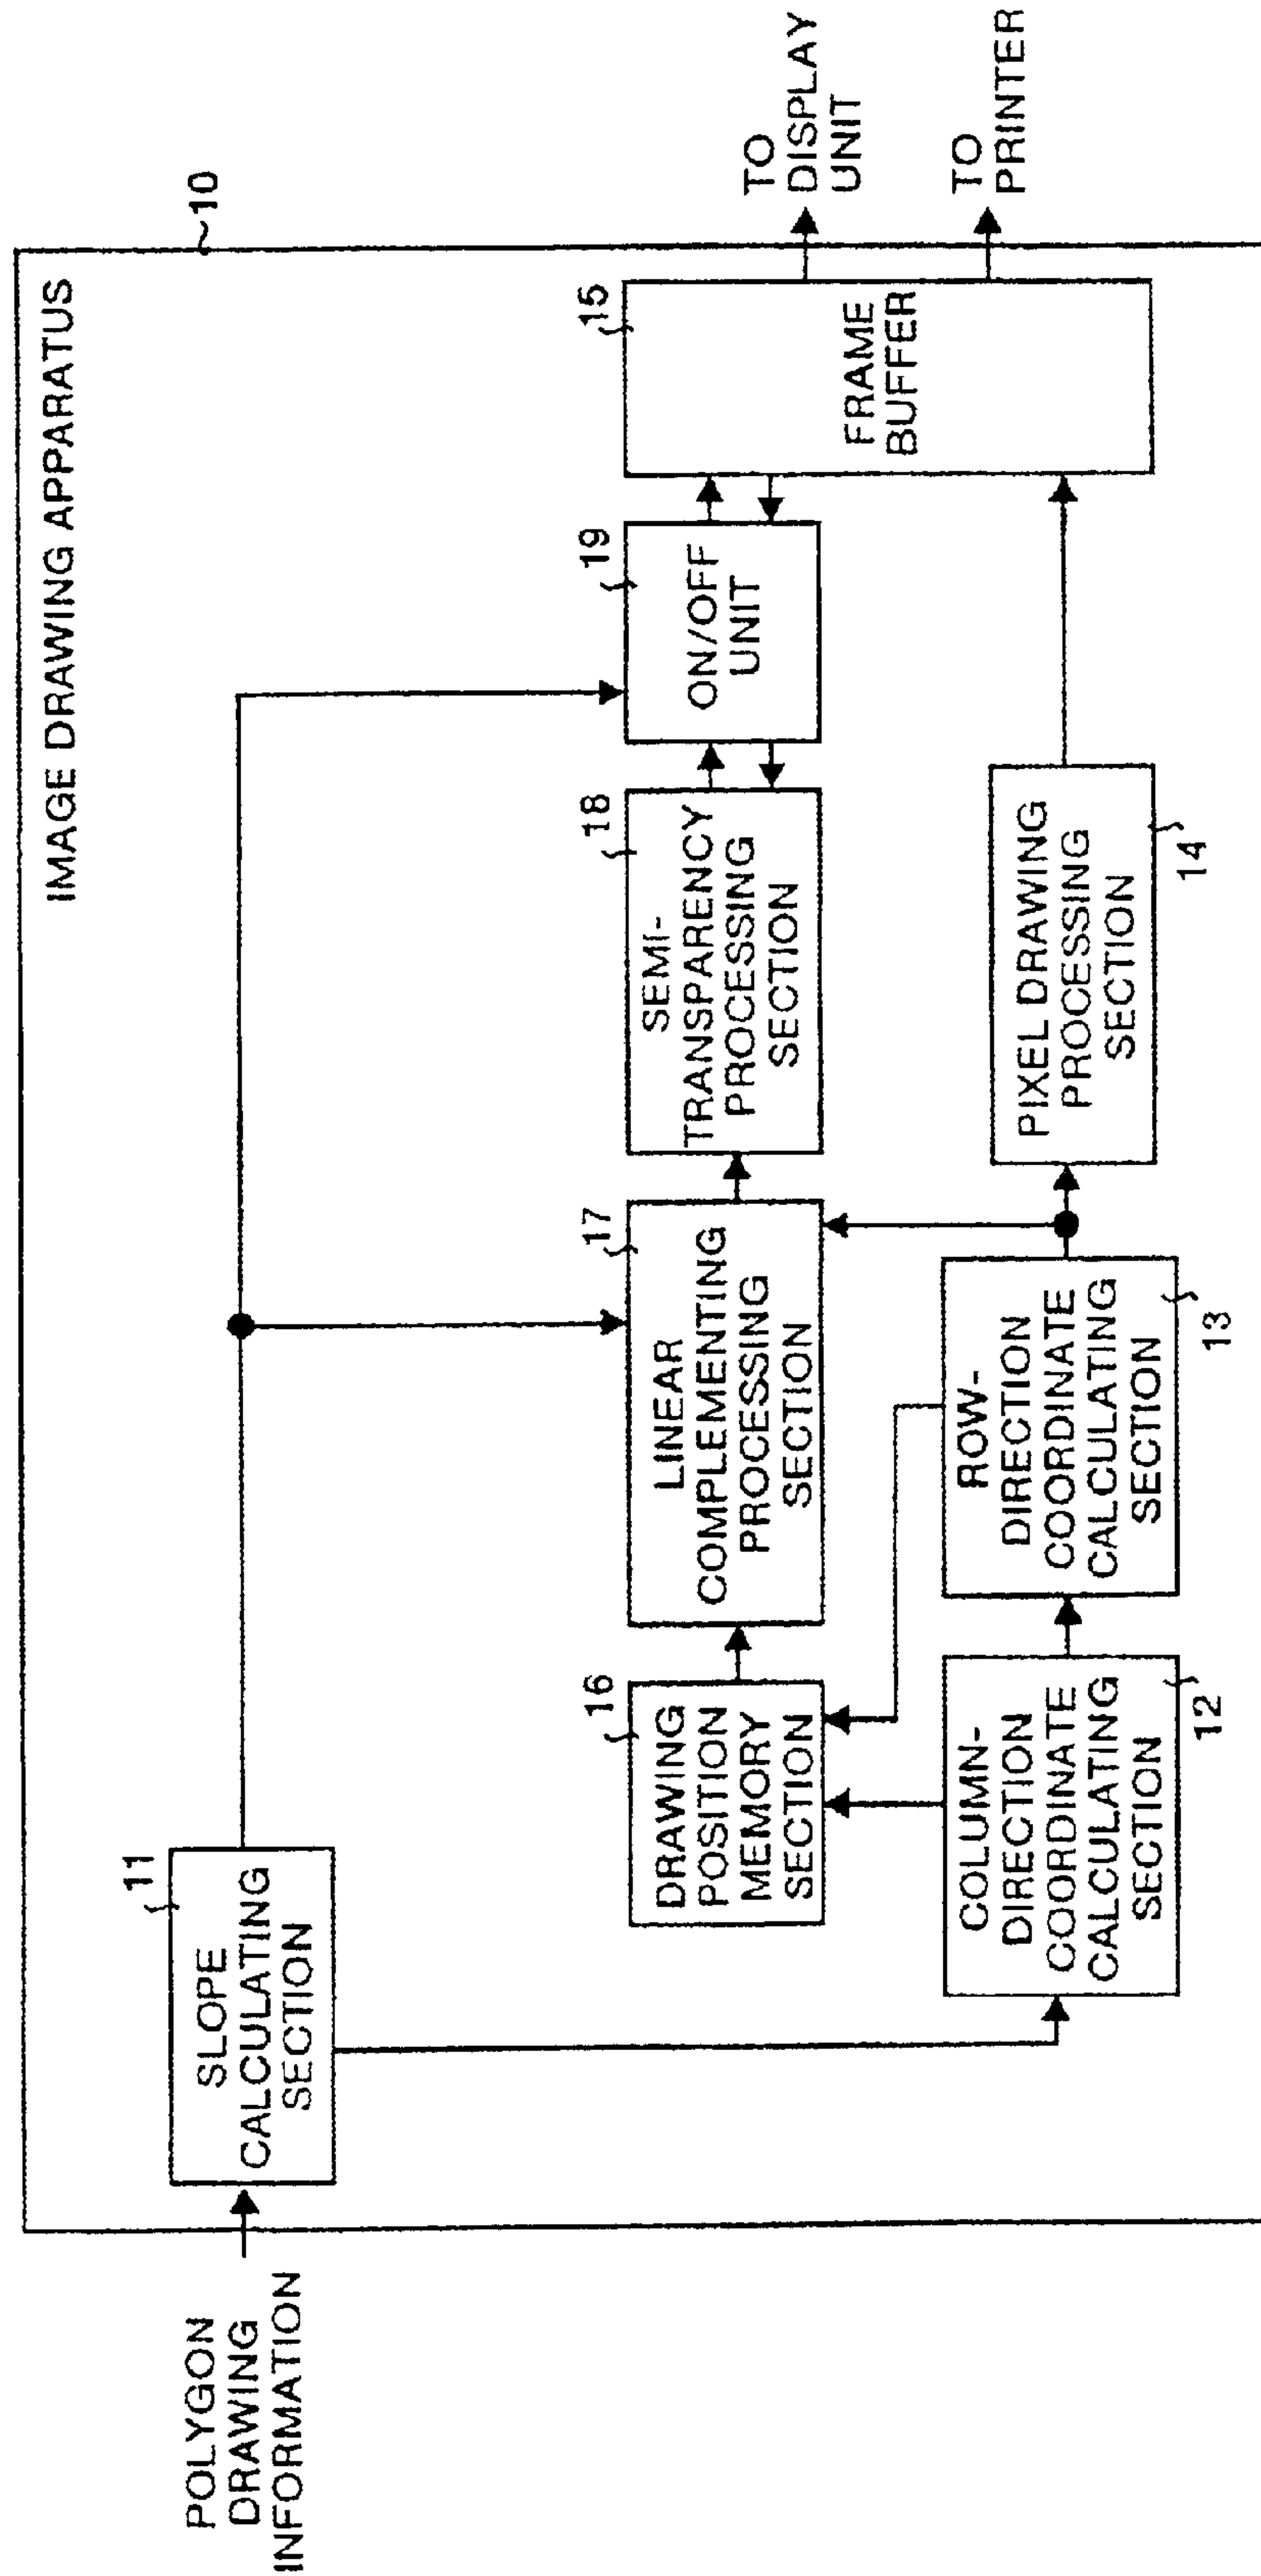 IMAGE DRAWING APPARATUS
~10
POLYGON
DRAWING
INFORMATION
11
SLOPE
CALCULATING
SECTION
16
DRAWING
POSITION
MEMORY
SECTION
17
LINEAR
COMPLEMENTING
PROCESSING
SECTION
18
SEMI-
TRANSPARENCY
PROCESSING
SECTION
19
ON/OFF
UNIT
15
FRAME
BUFFER
TO
DISPLAY
UNIT
TO
PRINTER
COLUMN-
DIRECTION
COORDINATE
CALCULATING
SECTION
12
ROW-
DIRECTION
COORDINATE
CALCULATING
SECTION
13
PIXEL DRAWING
PROCESSING
SECTION
14